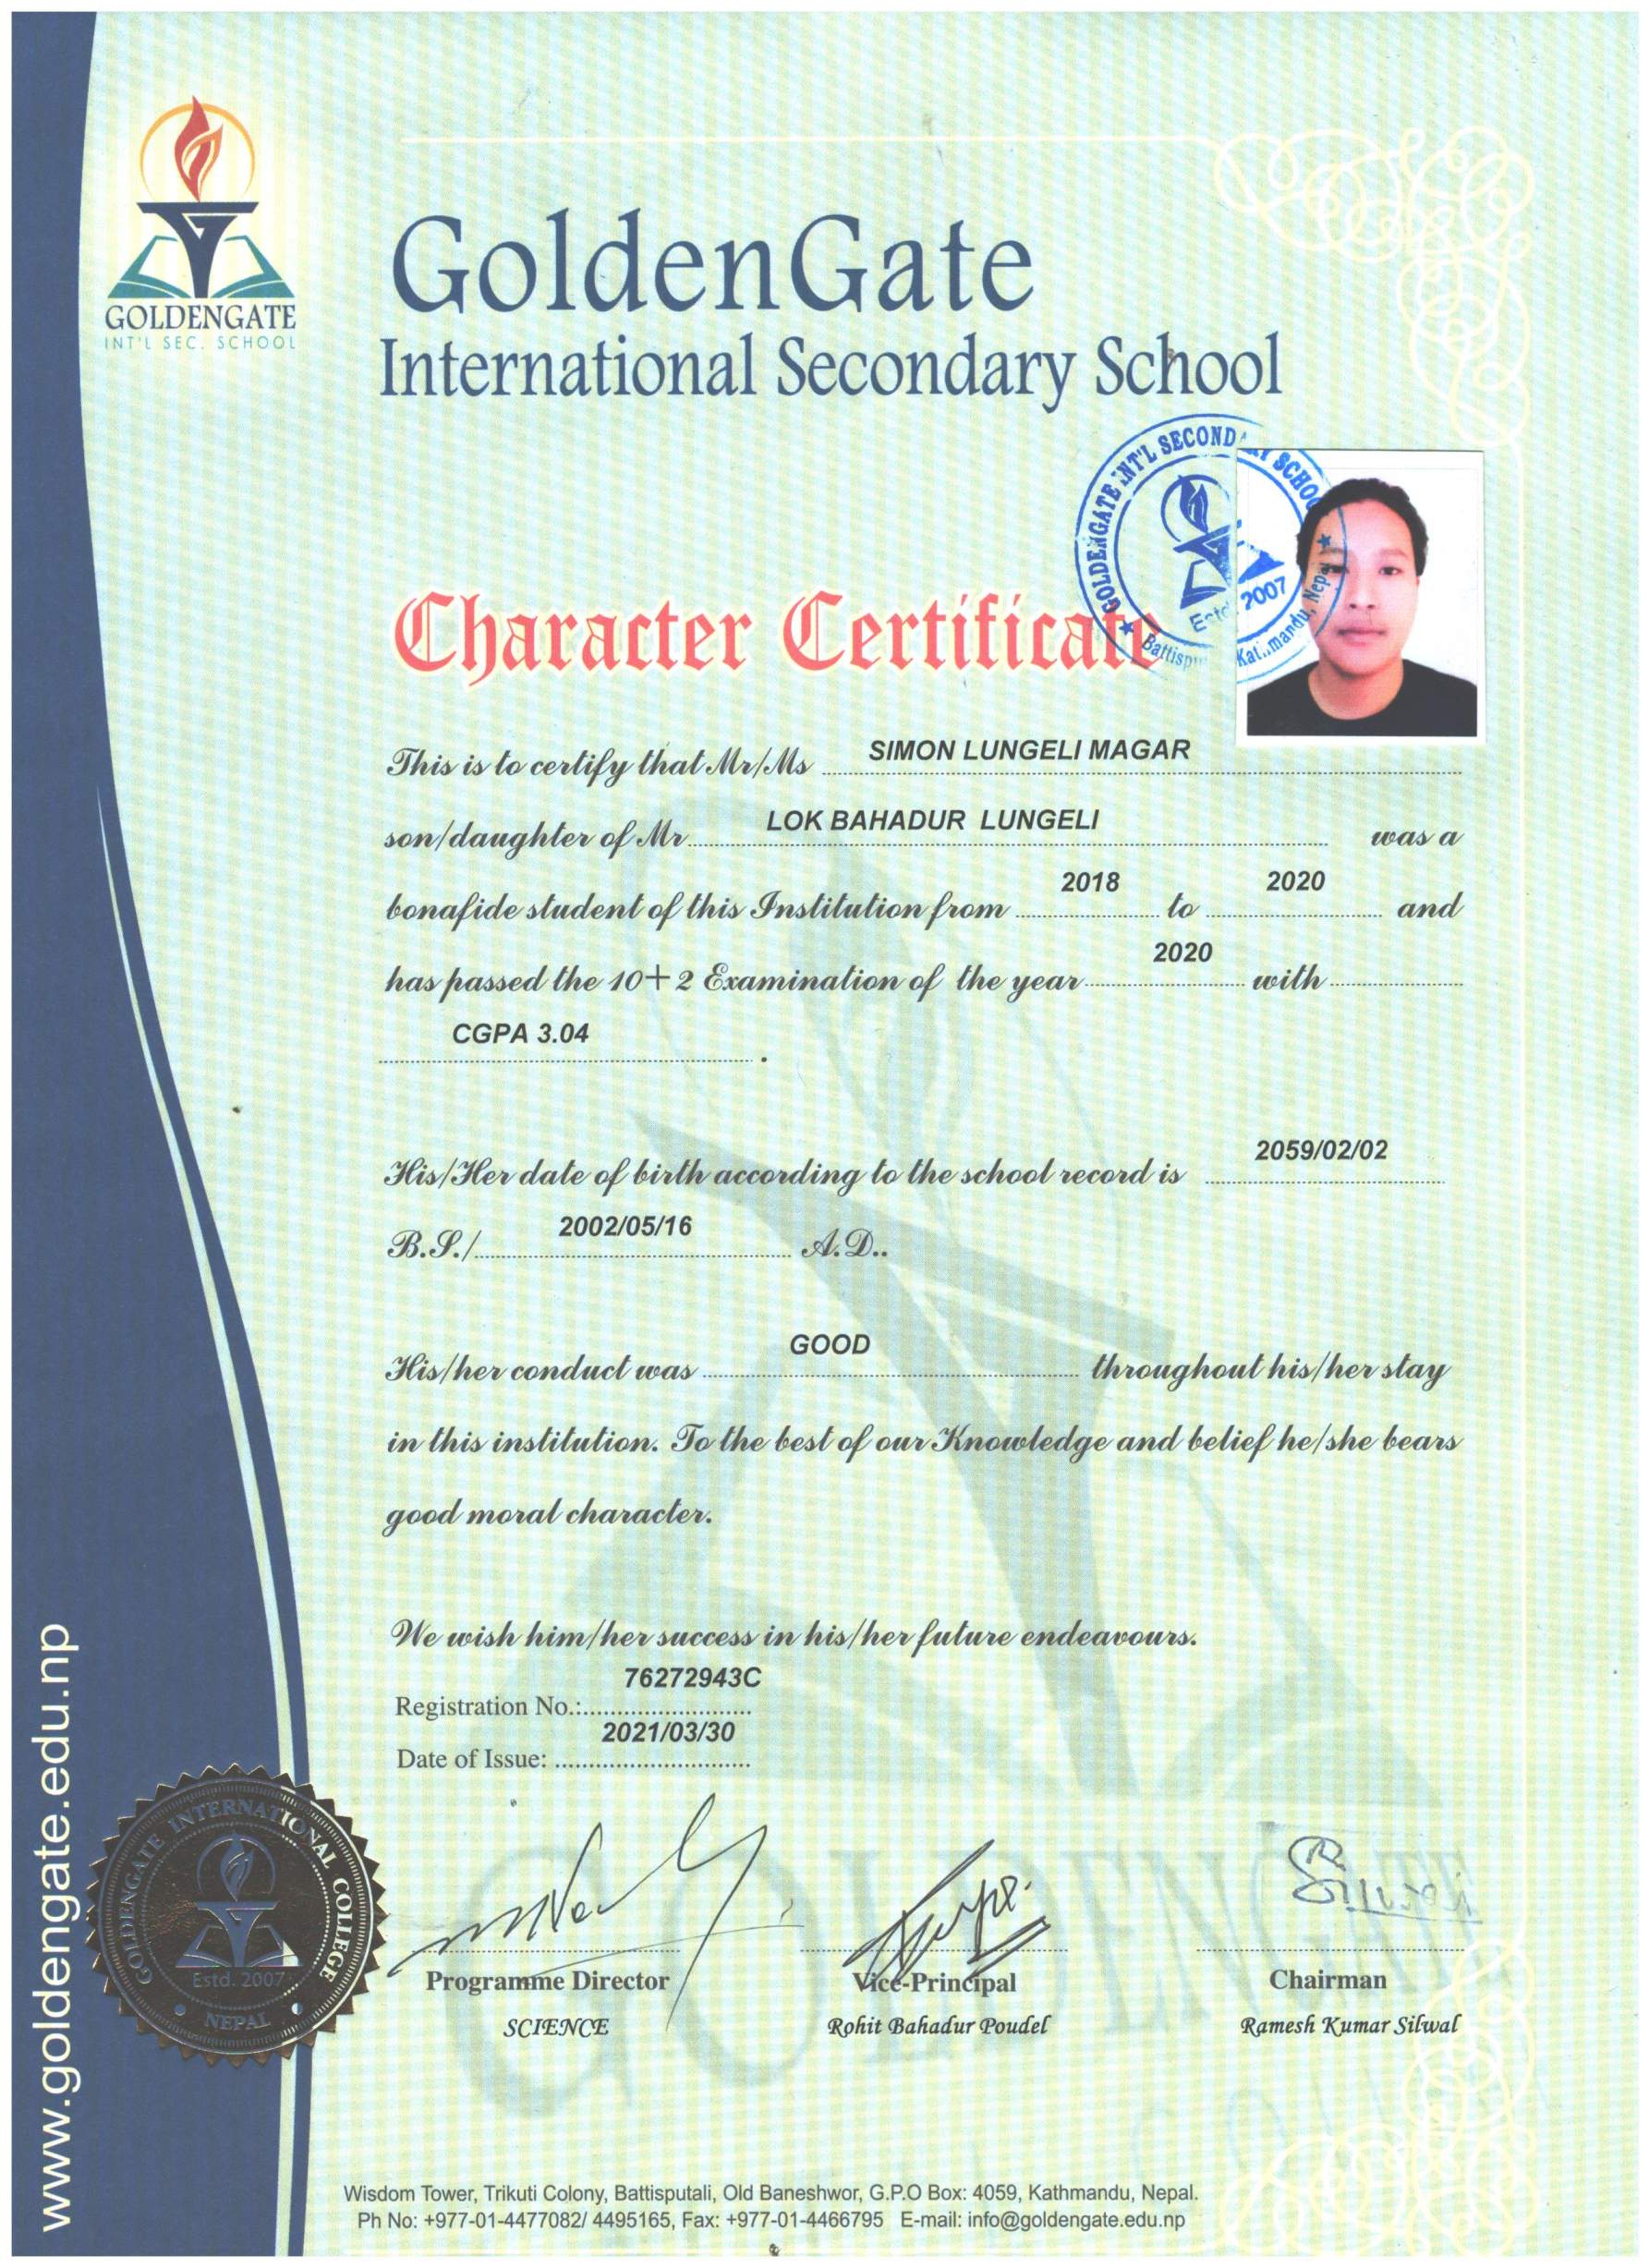 GOLDENGATE
INT'L SEC. SCHOOL
GoldenGate
International Secondary School
GOLDENGATE INT'L SECONDARY SCHOOL
Estd. 2007
Kathmandu, Nepal
Character Certificate
This is to certify that Mr/Ms SIMON LUNGELI MAGAR
son/daughter of Mr LOK BAHADUR LUNGELI was a
bonafide student of this Institution from 2018 to 2020 and
has passed the 10+2 Examination of the year 2020 with
CGPA 3.04 .
His/Her date of birth according to the school record is 2059/02/02
B.S./ 2002/05/16 A.D..
His/her conduct was GOOD throughout his/her stay
in this institution. To the best of our Knowledge and belief he/she bears
good moral character.
We wish him/her success in his/her future endeavours.
Registration No.: 76272943C
Date of Issue: 2021/03/30
Programme Director
SCIENCE
Vice-Principal
Rohit Bahadur Poudel
Chairman
Ramesh Kumar Silwal
GOLDENGATE INTERNATIONAL COLLEGE
Estd. 2007
NEPAL
www.goldengate.edu.np
Wisdom Tower, Trikuti Colony, Battisputali, Old Baneshwor, G.P.O Box: 4059, Kathmandu, Nepal.
Ph No: +977-01-4477082/ 4495165, Fax: +977-01-4466795 E-mail: info@goldengate.edu.np